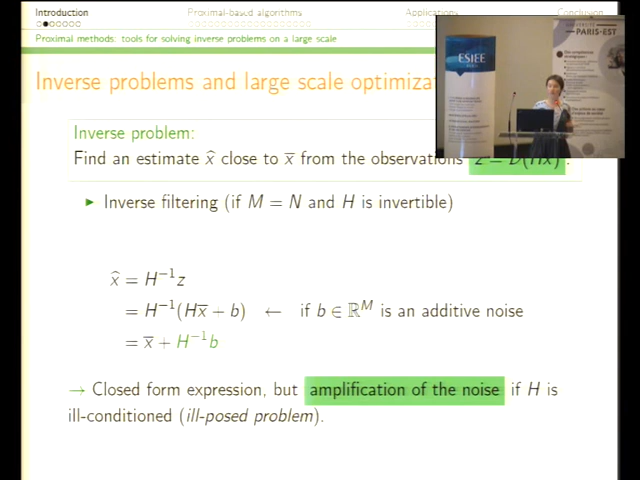 Introduction Proximal-based algorithms Applications Conclusion
Proximal methods: tools for solving inverse problems on a large scale
Inverse problems and large scale optimizat
Inverse problem:
Find an estimate x̂ close to x̄ from the observations z = D(Hx̄).
▶ Inverse filtering (if M = N and H is invertible)
x̂ = H⁻¹z
= H⁻¹(Hx̄ + b) ← if b ∈ ℝᴹ is an additive noise
= x̄ + H⁻¹b
→ Closed form expression, but amplification of the noise if H is
ill-conditioned (ill-posed problem).
ESIEE
PARIS-EST